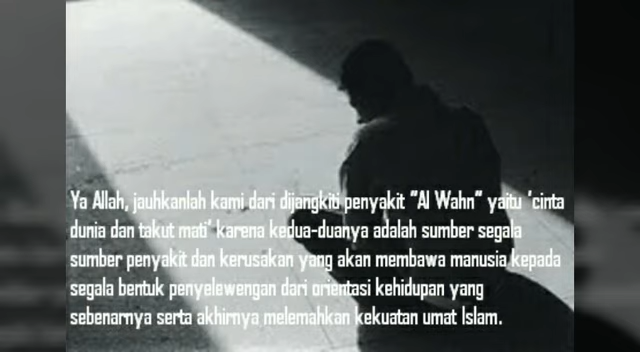 Ya Allah, jauhkanlah kami dari dijangkiti penyakit "Al Wahn" yaitu 'cinta
dunia dan takut mati' karena kedua-duanya adalah sumber segala
sumber penyakit dan kerusakan yang akan membawa manusia kepada
segala bentuk penyelewengan dari orientasi kehidupan yang
sebenarnya serta akhirnya melemahkan kekuatan umat Islam.